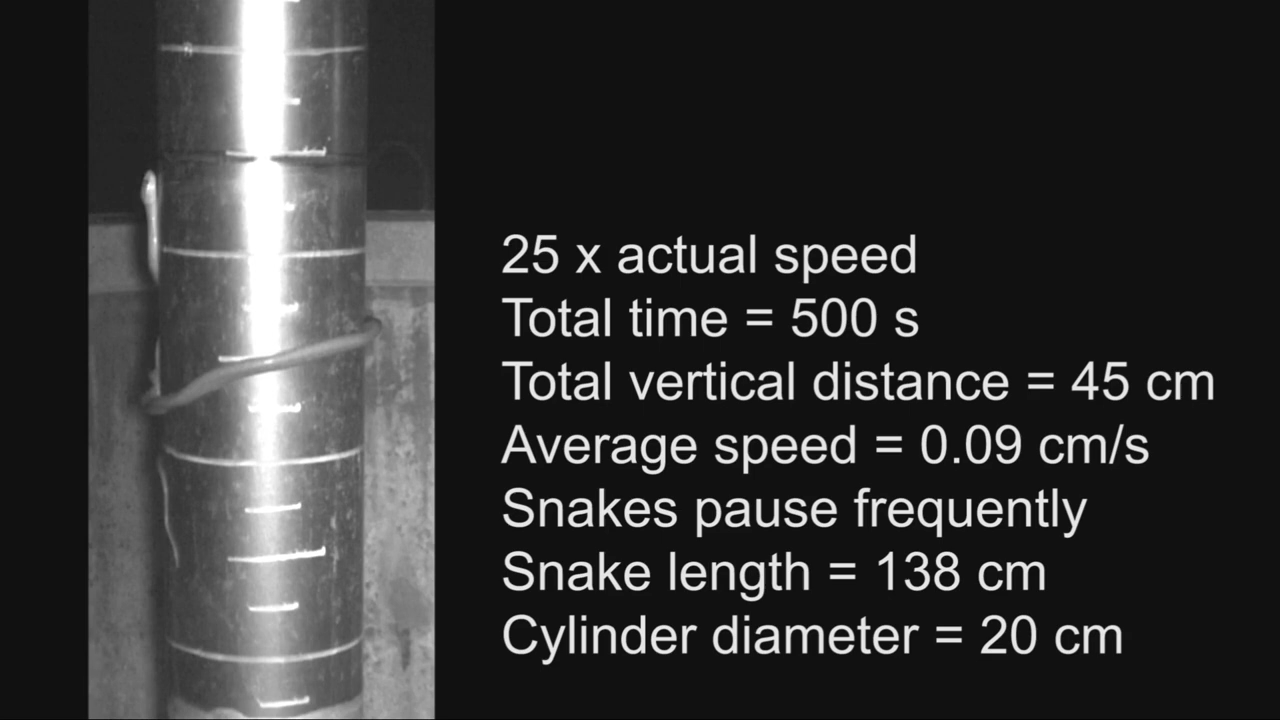 25 x actual speed
Total time = 500 s
Total vertical distance = 45 cm
Average speed = 0.09 cm/s
Snakes pause frequently
Snake length = 138 cm
Cylinder diameter = 20 cm